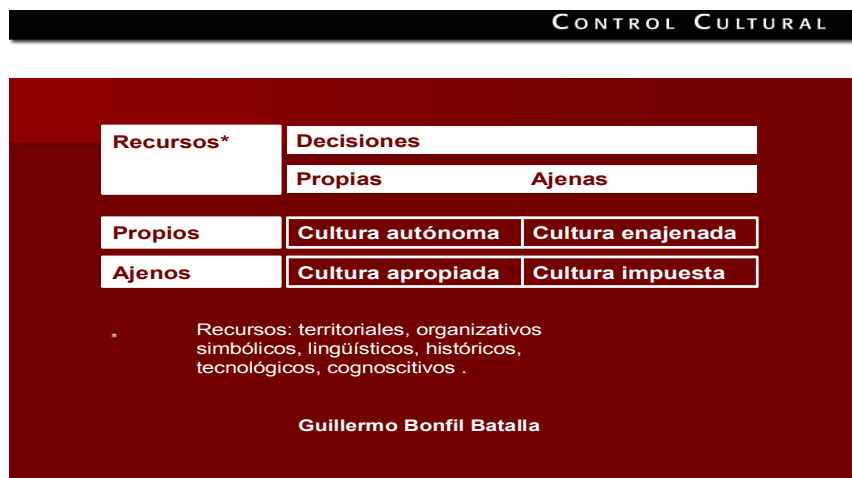 CONTROL CULTURAL
Recursos* Decisiones
Propias Ajenas
Propios Cultura autónoma Cultura enajenada
Ajenos Cultura apropiada Cultura impuesta
* Recursos: territoriales, organizativos
simbólicos, lingüísticos, históricos,
tecnológicos, cognoscitivos .
Guillermo Bonfil Batalla